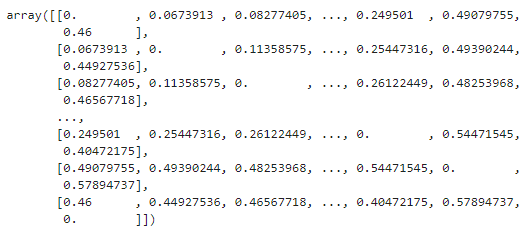 array([[0.        , 0.0673913 , 0.08277405, ..., 0.249501  , 0.49079755,
        0.46      ],
       [0.0673913 , 0.        , 0.11358575, ..., 0.25447316, 0.49390244,
        0.44927536],
       [0.08277405, 0.11358575, 0.        , ..., 0.26122449, 0.48253968,
        0.46567718],
       ...,
       [0.249501  , 0.25447316, 0.26122449, ..., 0.        , 0.54471545,
        0.40472175],
       [0.49079755, 0.49390244, 0.48253968, ..., 0.54471545, 0.        ,
        0.57894737],
       [0.46      , 0.44927536, 0.46567718, ..., 0.40472175, 0.57894737,
        0.        ]])